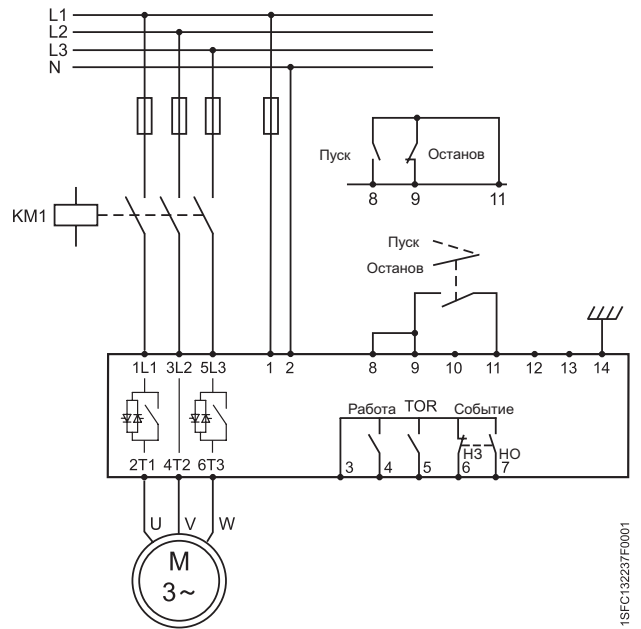 L1
L2
L3
N
Пуск
Останов
8 9 11
KM1
Пуск
Останов
1L1 3L2 5L3 1 2 8 9 10 11 12 13 14
Работа TOR Событие
НЗ НО
2T1 4T2 6T3 3 4 5 6 7
U V W
M
3~
1SFC132237F0001